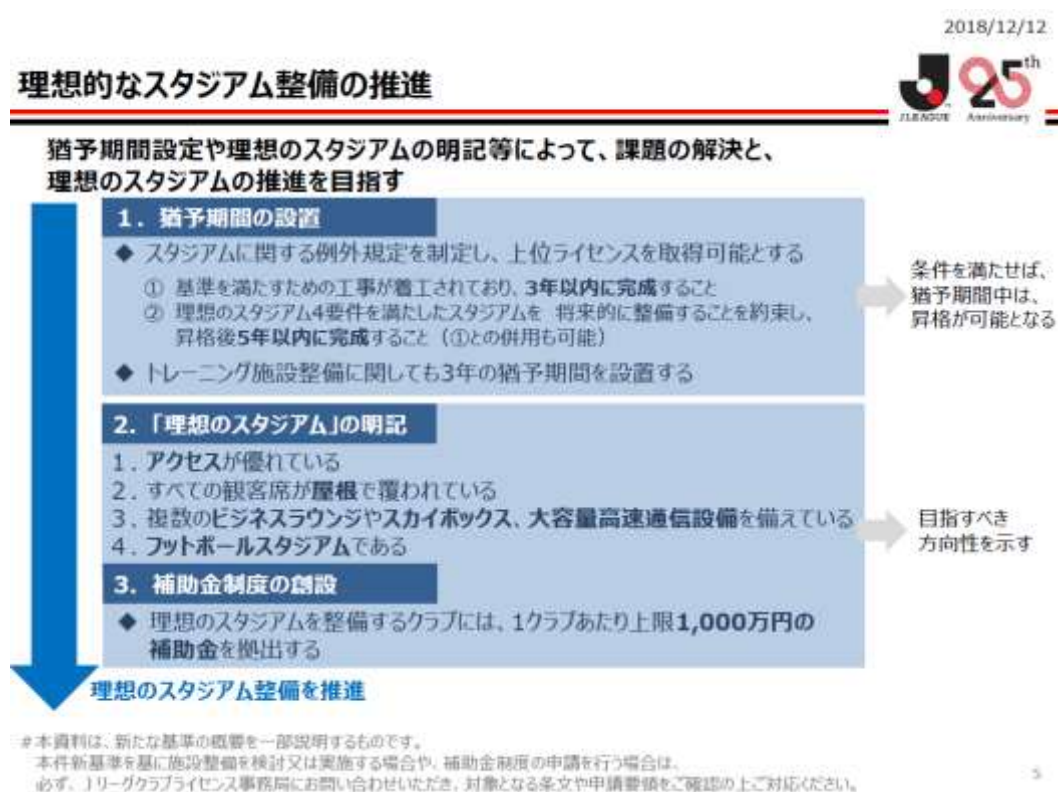 2018/12/12
理想的なスタジアム整備の推進
J.LEAGUE
25th
Anniversary
猶予期間設定や理想のスタジアムの明記等によって、課題の解決と、
理想のスタジアムの推進を目指す
1. 猶予期間の設置
◆ スタジアムに関する例外規定を制定し、上位ライセンスを取得可能とする
① 基準を満たすための工事が着工されており、3年以内に完成すること
② 理想のスタジアム4要件を満たしたスタジアムを 将来的に整備することを約束し、
昇格後5年以内に完成すること（①との併用も可能）
◆ トレーニング施設整備に関しても3年の猶予期間を設置する
条件を満たせば、
猶予期間中は、
昇格が可能となる
2. 「理想のスタジアム」の明記
1. アクセスが優れている
2. すべての観客席が屋根で覆われている
3. 複数のビジネスラウンジやスカイボックス、大容量高速通信設備を備えている
4. フットボールスタジアムである
目指すべき
方向性を示す
3. 補助金制度の創設
◆ 理想のスタジアムを整備するクラブには、1クラブあたり上限1,000万円の
補助金を拠出する
理想のスタジアム整備を推進
#本資料は、新たな基準の概要を一部説明するものです。
本件新基準を基に施設整備を検討又は実施する場合や、補助金制度の申請を行う場合は、
必ず、Jリーグクラブライセンス事務局にお問い合わせいただき、対象となる条文や申請要領をご確認の上ご対応ください。
5